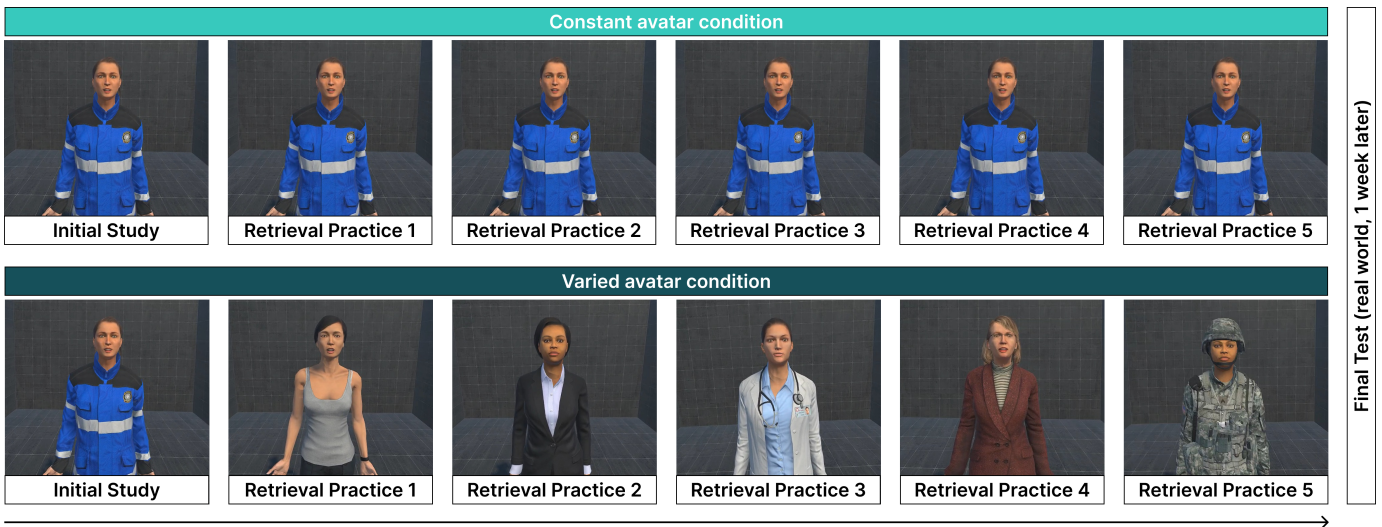 Constant avatar condition
Initial Study
Retrieval Practice 1
Retrieval Practice 2
Retrieval Practice 3
Retrieval Practice 4
Retrieval Practice 5
Varied avatar condition
Initial Study
Retrieval Practice 1
Retrieval Practice 2
Retrieval Practice 3
Retrieval Practice 4
Retrieval Practice 5
Final Test (real world, 1 week later)